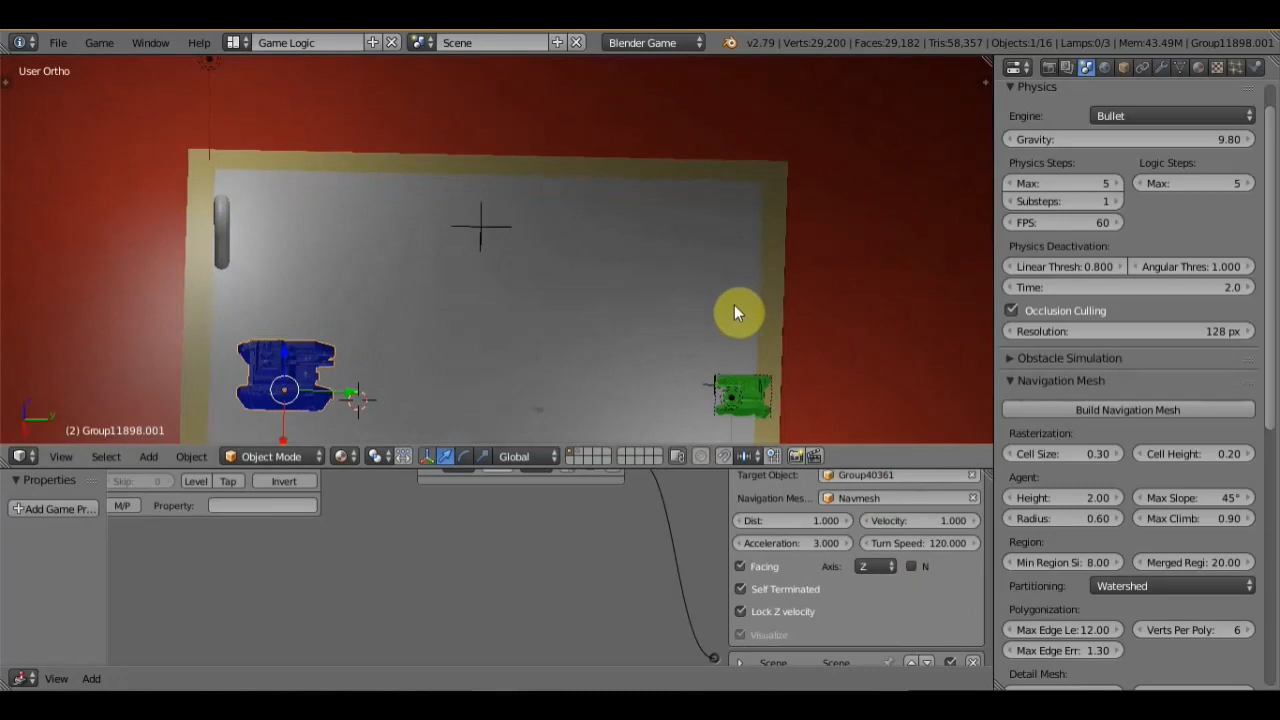 File Game Window Help Game Logic Scene Blender Game v2.79 | Verts:29,200 | Faces:29,182 | Tris:58,357 | Objects:1/16 | Lamps:0/3 | Mem:43.49M | Group11898.001
User Ortho
Physics
Engine: Bullet
Gravity: 9.80
Physics Steps: Logic Steps:
Max: 5 Max: 5
Substeps: 1
FPS: 60
Physics Deactivation:
Linear Thresh: 0.800 Angular Thres: 1.000
Time: 2.0
Occlusion Culling
Resolution: 128 px
Obstacle Simulation
Navigation Mesh
Build Navigation Mesh
Rasterization:
Cell Size: 0.30 Cell Height: 0.20
Agent:
Height: 2.00 Max Slope: 45°
Radius: 0.60 Max Climb: 0.90
Region:
Min Region Si: 8.00 Merged Regi: 20.00
Partitioning: Watershed
Polygonization:
Max Edge Le: 12.00 Verts Per Poly: 6
Max Edge Err: 1.30
Detail Mesh:
z y
(2) Group11898.001
View Select Add Object Object Mode Global
Properties Skip: 0 Level Tap Invert
Add Game Pr... M/P Property:
Target Object: Group40361
Navigation Mes... Navmesh
Dist: 1.000 Velocity: 1.000
Acceleration: 3.000 Turn Speed: 120.000
Facing Axis: Z N
Self Terminated
Lock Z velocity
Visualize
Scene Scene
View Add